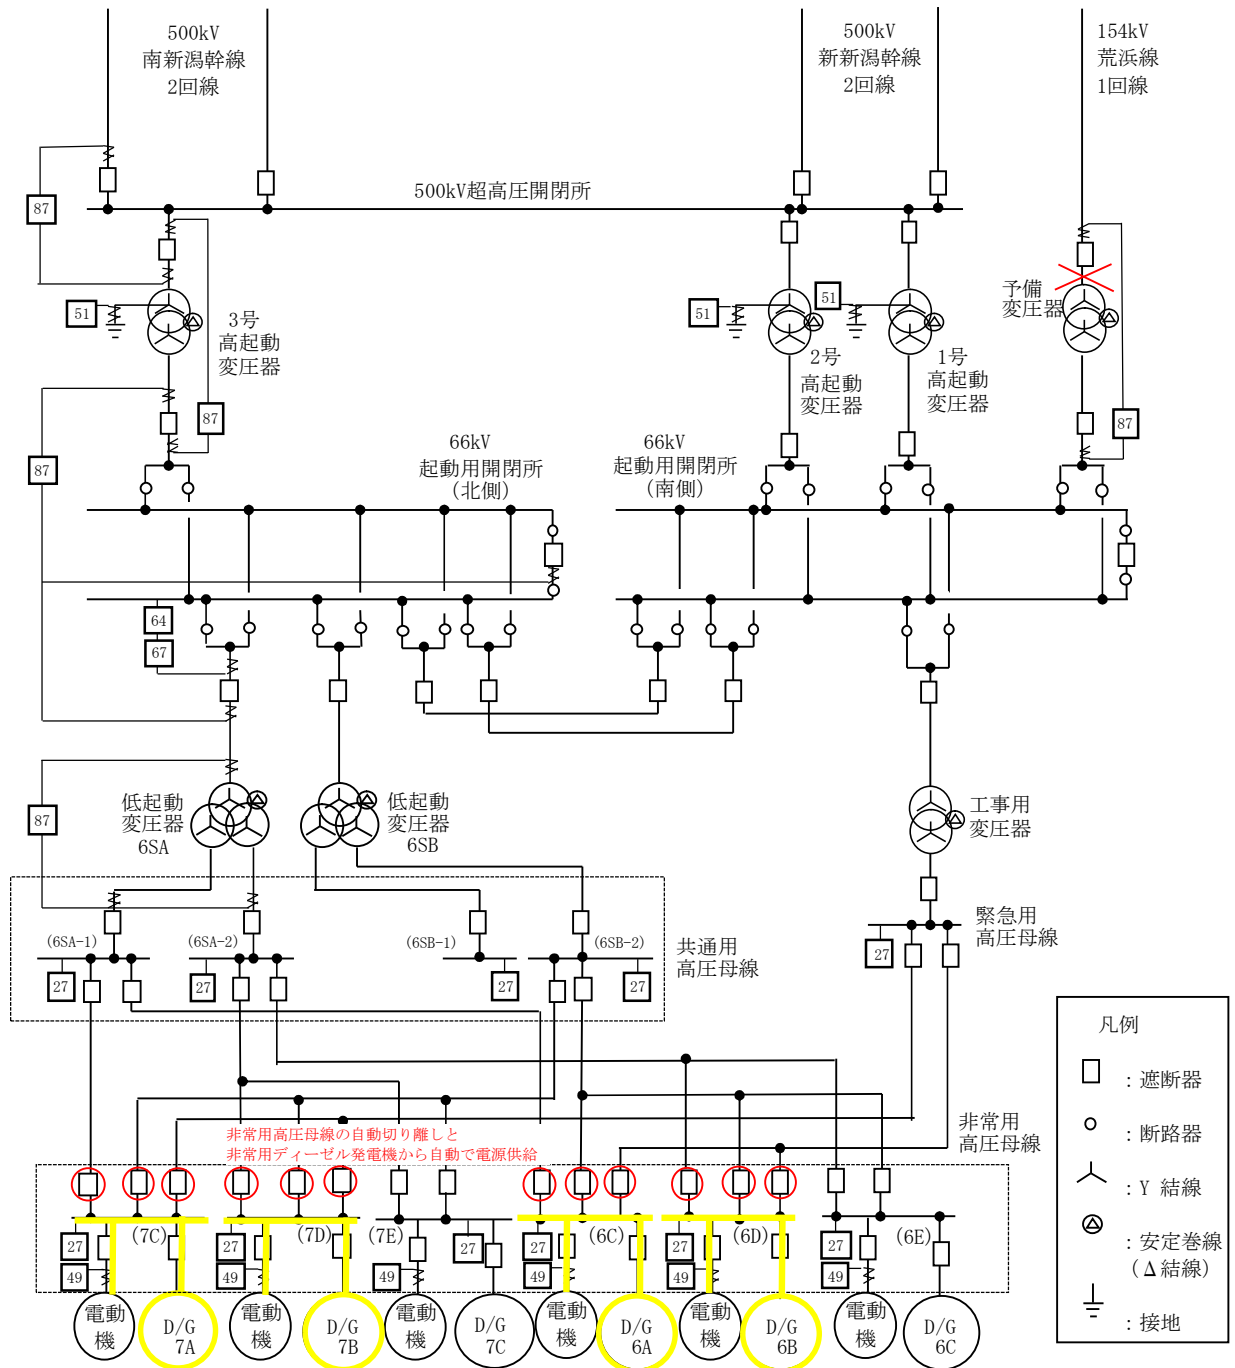 500kV
南新潟幹線
2回線
500kV
新新潟幹線
2回線
154kV
荒浜線
1回線
500kV超高圧開閉所
87
51
3号
高起動
変圧器
87
51
2号
高起動
変圧器
51
1号
高起動
変圧器
予備
変圧器
87
87
66kV
起動用開閉所
(北側)
66kV
起動用開閉所
(南側)
64
67
87
低起動
変圧器
6SA
低起動
変圧器
6SB
工事用
変圧器
(6SA-1)
(6SA-2)
(6SB-1)
(6SB-2)
27
27
27
27
共通用
高圧母線
緊急用
高圧母線
27
非常用高圧母線の自動切り離しと
非常用ディーゼル発電機から自動で電源供給
非常用
高圧母線
(7C)
(7D)
(7E)
(6C)
(6D)
(6E)
27
27
27
27
27
27
49
49
49
49
49
49
電動
機
D/G
7A
電動
機
D/G
7B
電動
機
D/G
7C
電動
機
D/G
6A
電動
機
D/G
6B
電動
機
D/G
6C
凡例
：遮断器
：断路器
：Y 結線
：安定巻線
(Δ結線)
：接地